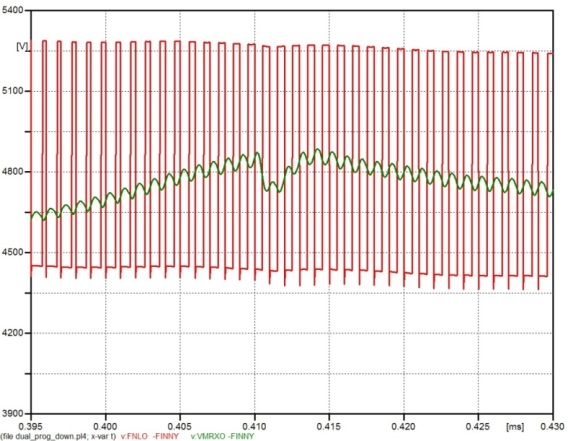 5400
[V]
5100
4800
4500
4200
3900
0.395 0.400 0.405 0.410 0.415 0.420 0.425 [ms] 0.430
(file dual_prog_down.pl4; x-var t) v:FNLO -FINNY v:VMRXO -FINNY